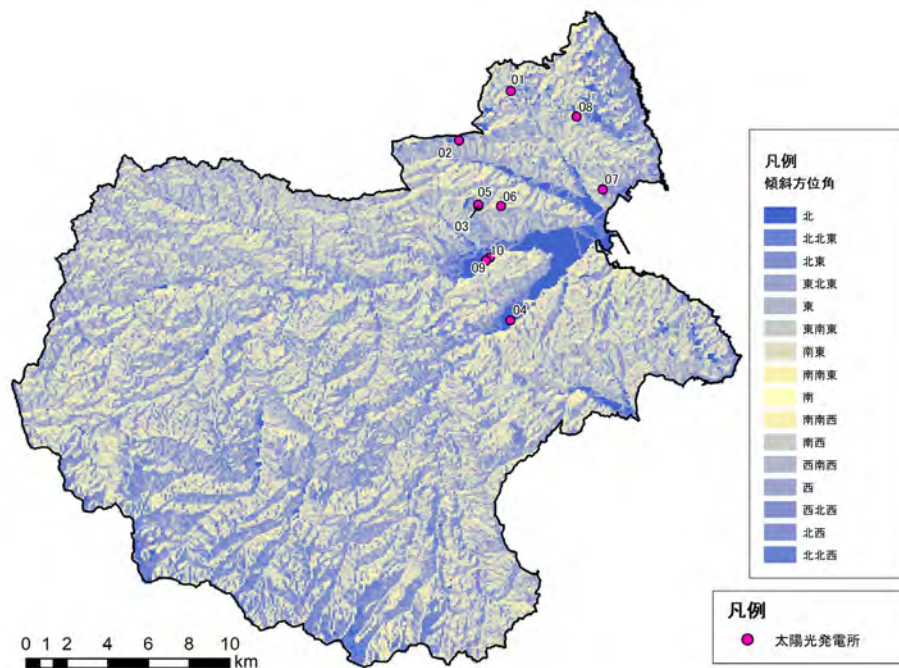 01
08
02
07
05
06
03
10
09
04
凡例
傾斜方位角
北
北北東
北東
東北東
東
東南東
南東
南南東
南
南南西
南西
西南西
西
西北西
北西
北北西
凡例
太陽光発電所
0 1 2 4 6 8 10
km